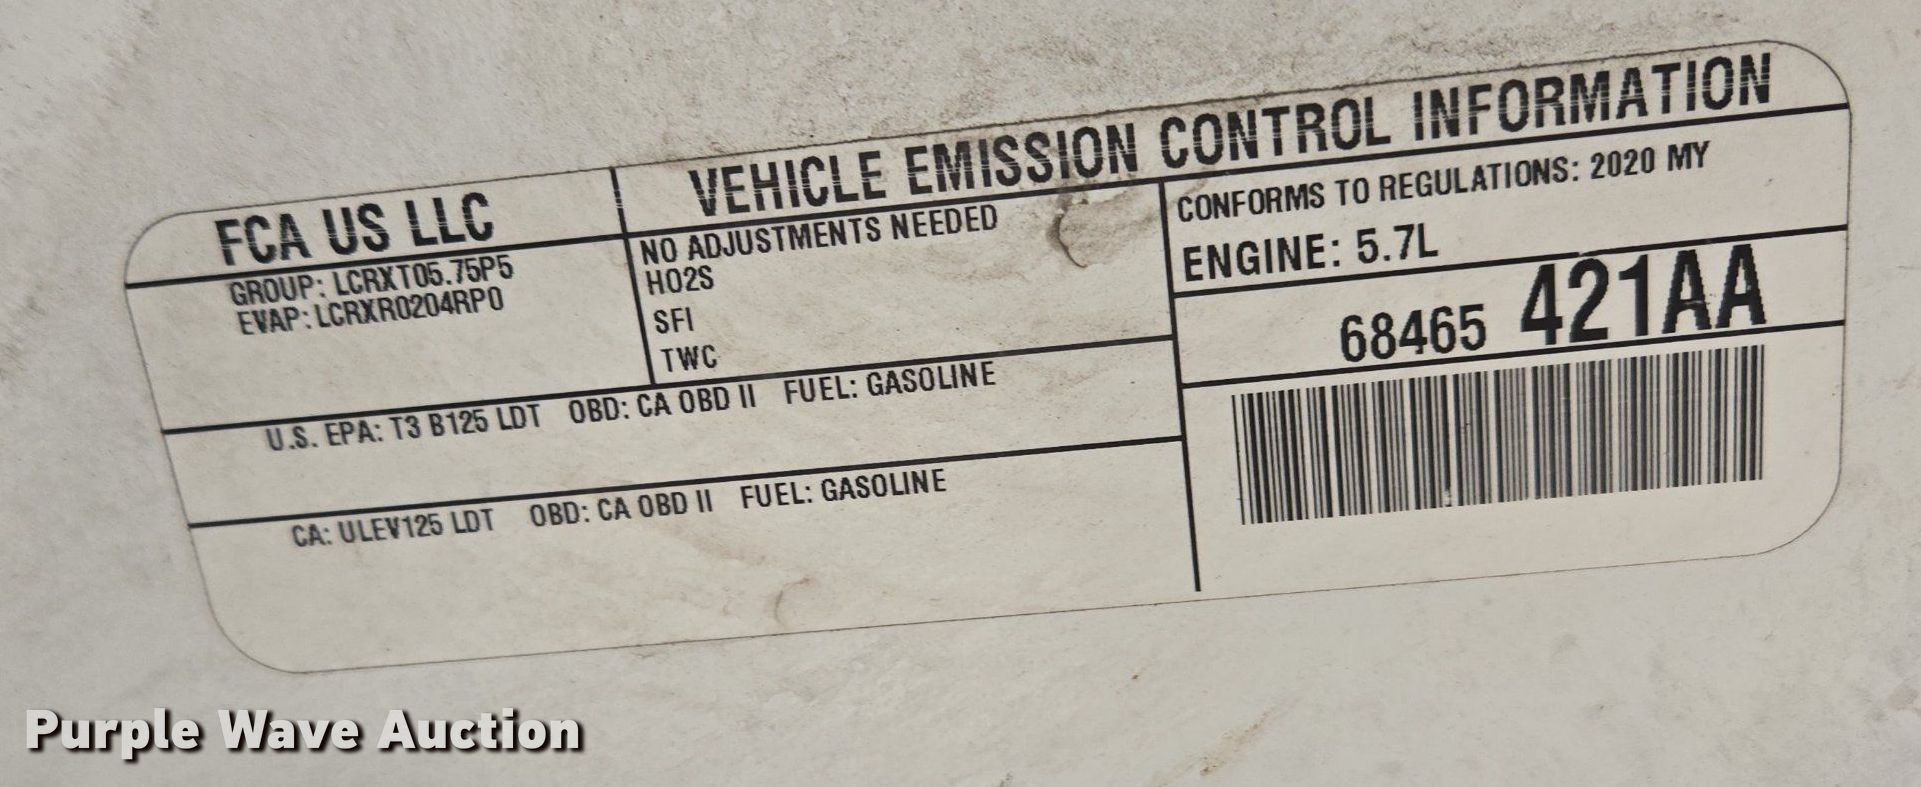 FCA US LLC
VEHICLE EMISSION CONTROL INFORMATION
GROUP: LCRXT05.75P5
EVAP: LCRXR0204RP0
NO ADJUSTMENTS NEEDED
HO2S
SFI
TWC
CONFORMS TO REGULATIONS: 2020 MY
ENGINE: 5.7L
68465 421AA
U.S. EPA: T3 B125 LDT OBD: CA OBD II FUEL: GASOLINE
CA: ULEV125 LDT OBD: CA OBD II FUEL: GASOLINE
Purple Wave Auction